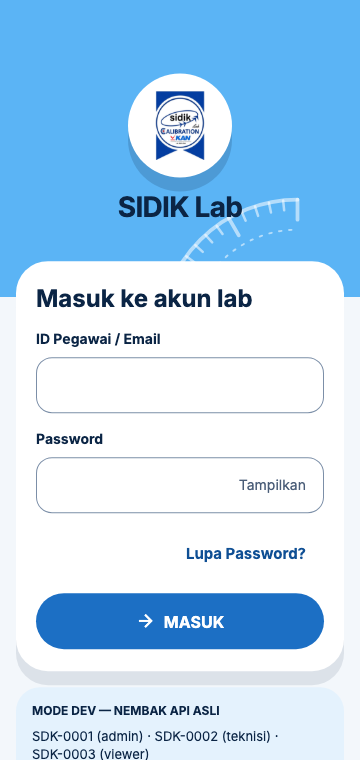 sidik
CALIBRATION
KAN
SIDIK Lab
Masuk ke akun lab
ID Pegawai / Email
Password
Tampilkan
Lupa Password?
→ MASUK
MODE DEV — NEMBAK API ASLI
SDK-0001 (admin) · SDK-0002 (teknisi) ·
SDK-0003 (viewer)